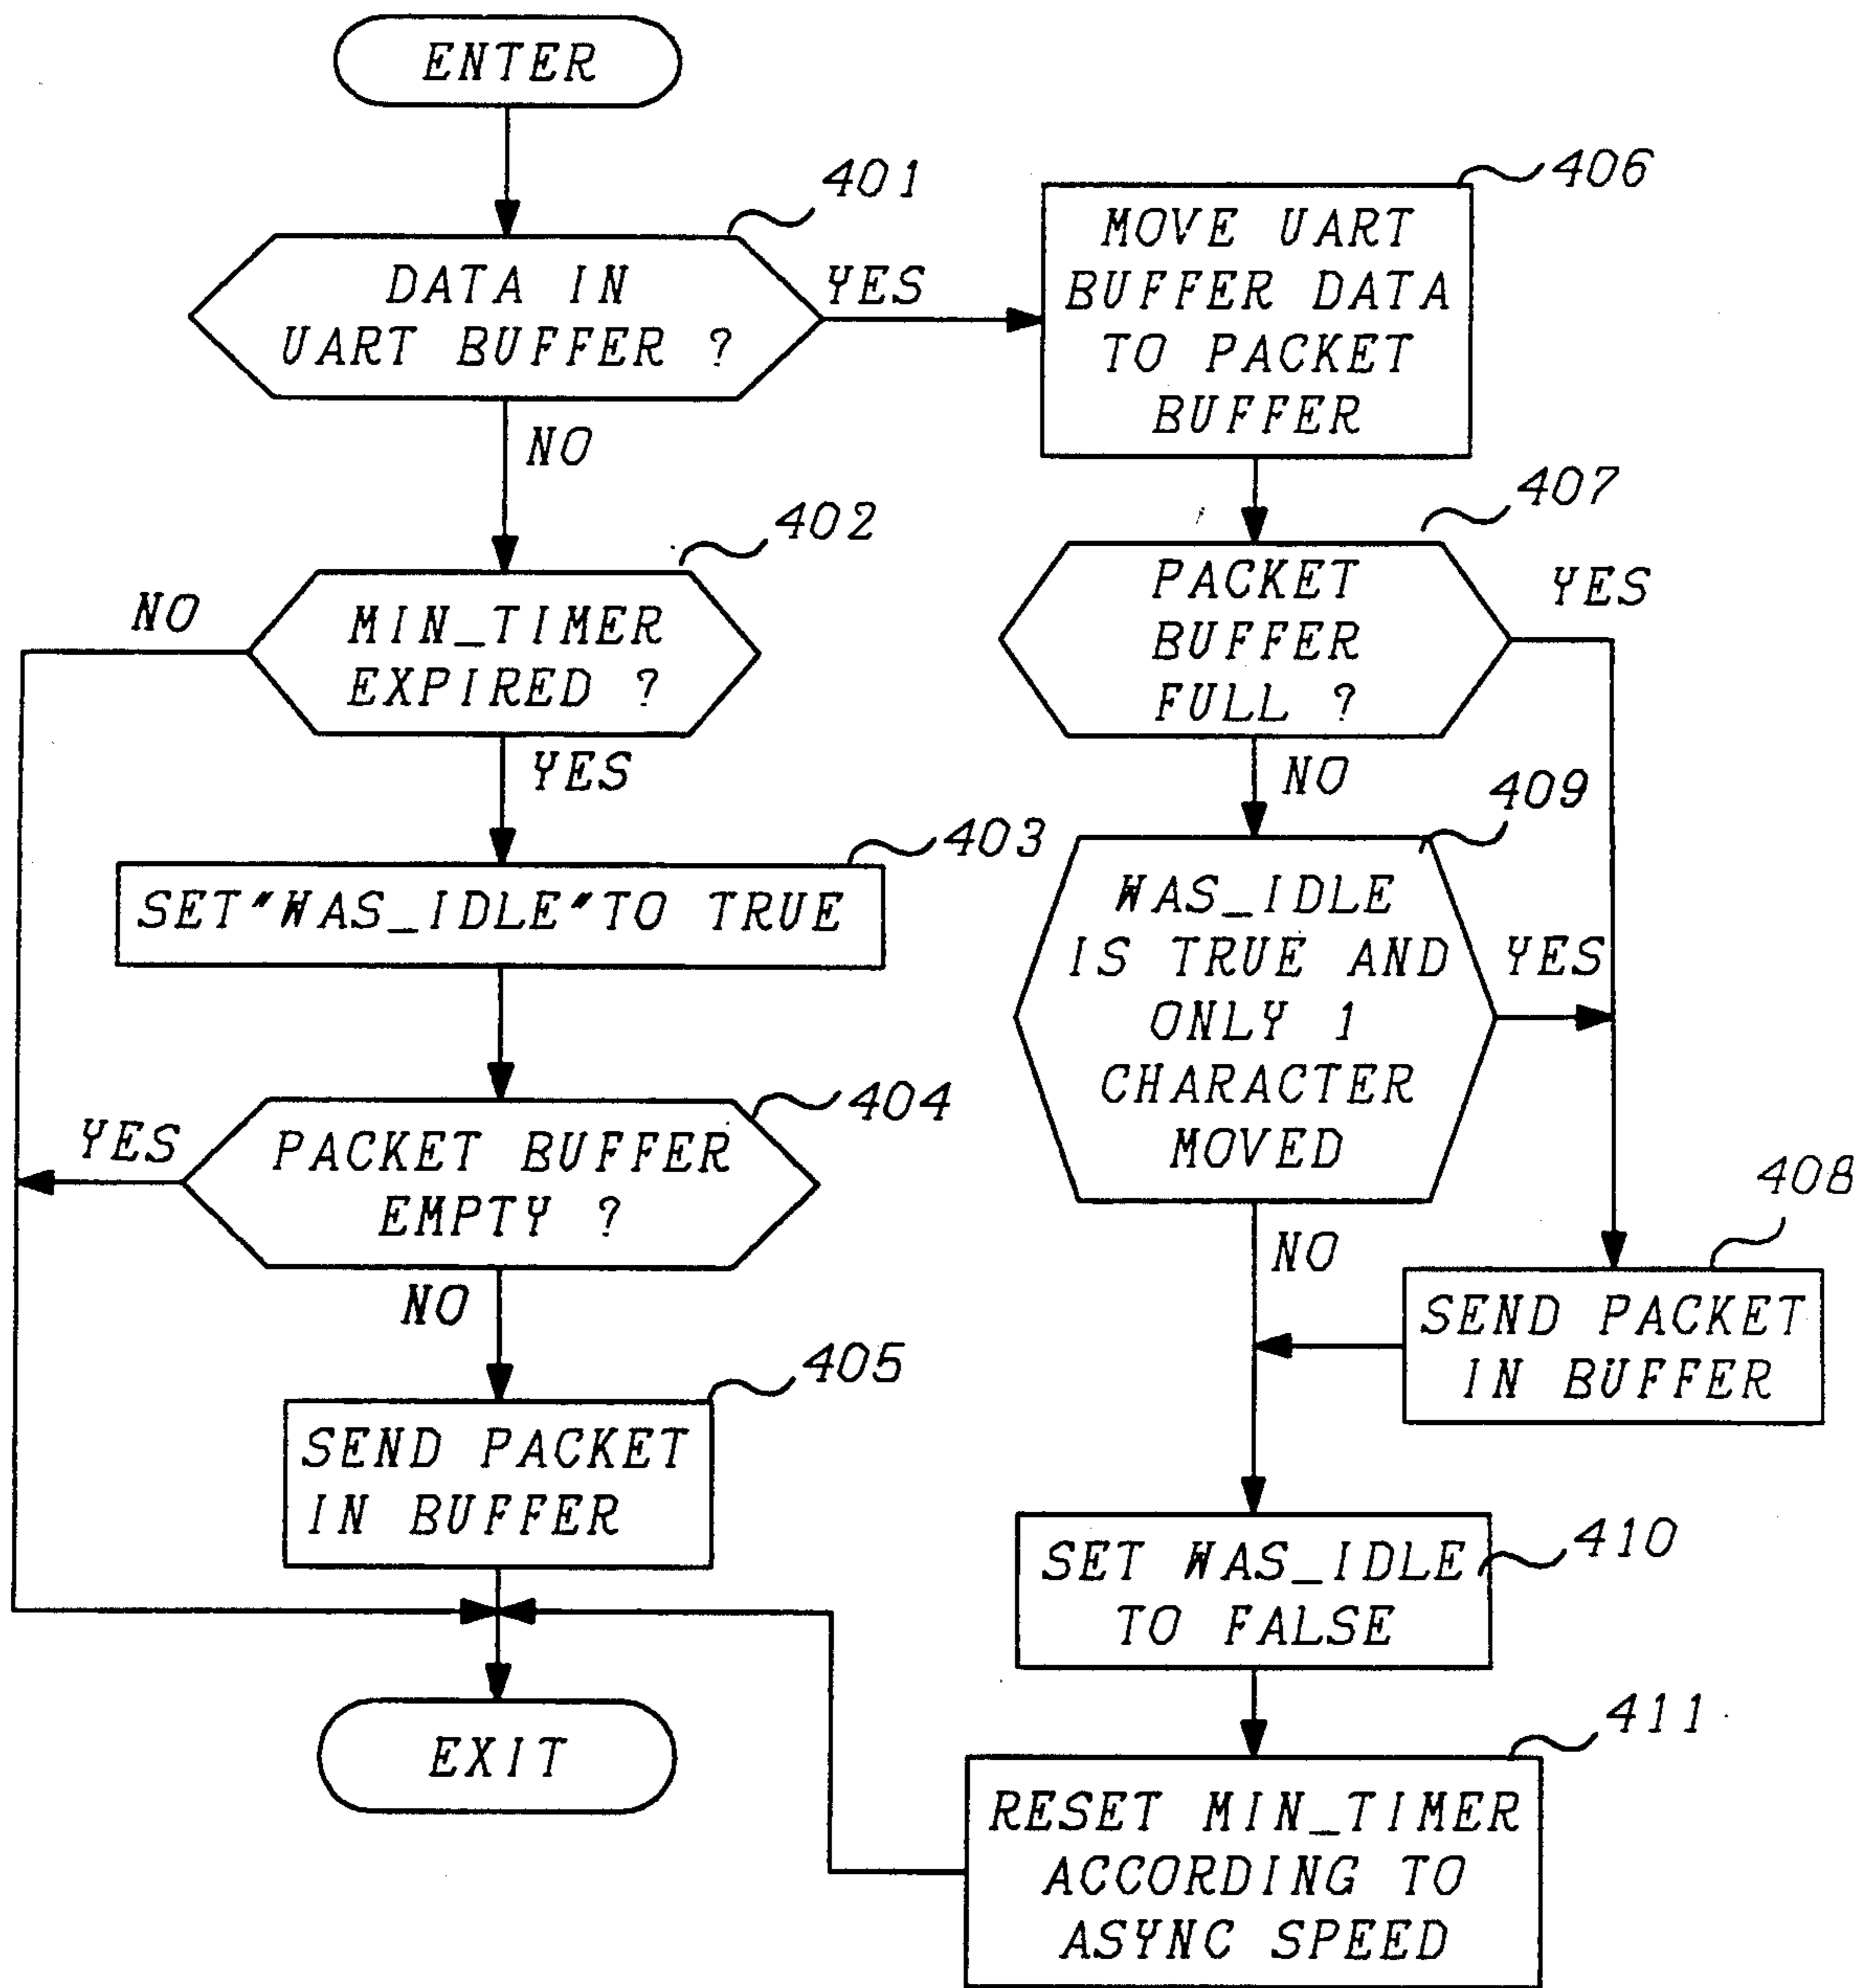 ENTER
401
DATA IN
UART BUFFER ?
YES
NO
402
MIN_TIMER
EXPIRED ?
NO
YES
403
SET"WAS_IDLE"TO TRUE
404
PACKET BUFFER
EMPTY ?
YES
NO
405
SEND PACKET
IN BUFFER
EXIT
406
MOVE UART
BUFFER DATA
TO PACKET
BUFFER
407
PACKET
BUFFER
FULL ?
YES
NO
409
WAS_IDLE
IS TRUE AND
ONLY 1
CHARACTER
MOVED
YES
NO
408
SEND PACKET
IN BUFFER
410
SET WAS_IDLE
TO FALSE
411
RESET MIN_TIMER
ACCORDING TO
ASYNC SPEED